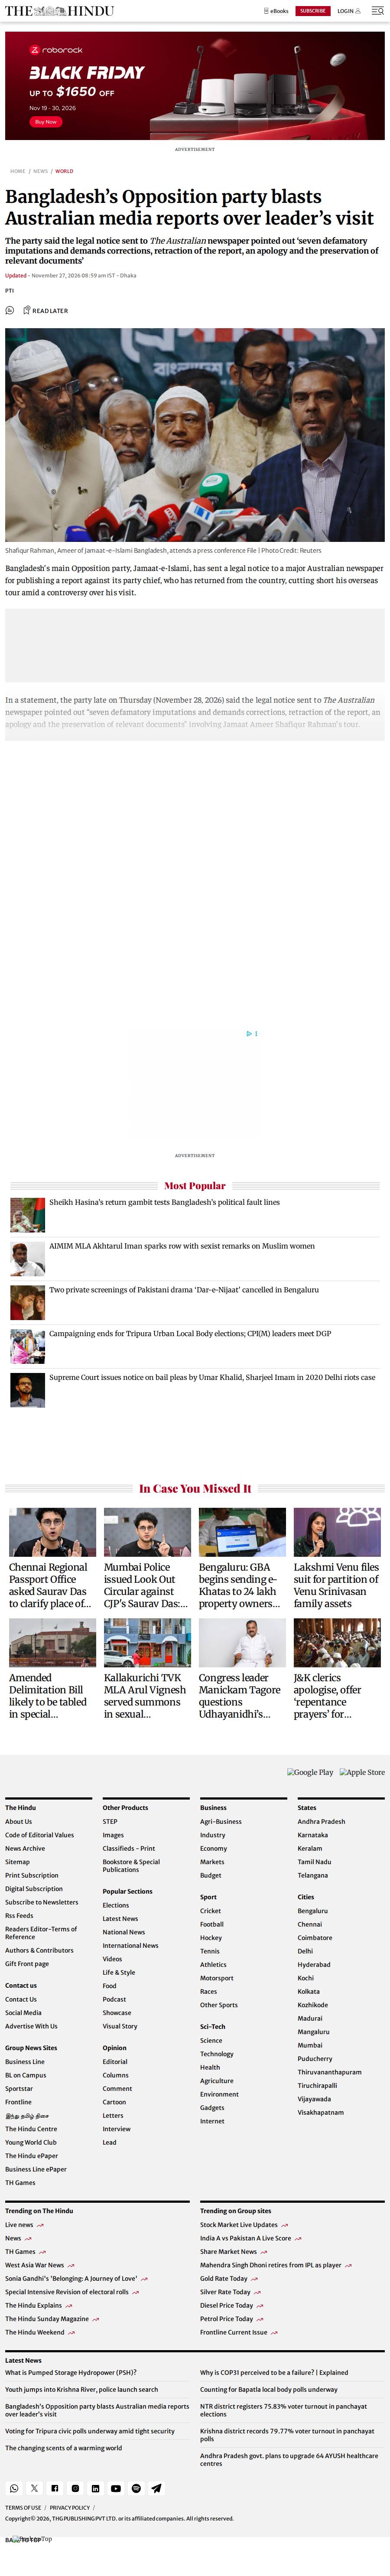 THE HINDU
eBooks
SUBSCRIBE
LOGIN
roborock
BLACK FRIDAY
UP TO $1650 OFF
Nov 19 - 30, 2026
Buy Now
ADVERTISEMENT
HOME / NEWS / WORLD
Bangladesh’s Opposition party blasts
Australian media reports over leader’s visit
The party said the legal notice sent to The Australian newspaper pointed out ‘seven defamatory
imputations and demands corrections, retraction of the report, an apology and the preservation of
relevant documents’
Updated - November 27, 2026 08:59 am IST - Dhaka
PTI
READ LATER
Shafiqur Rahman, Ameer of Jamaat-e-Islami Bangladesh, attends a press conference File | Photo Credit: Reuters
Bangladesh’s main Opposition party, Jamaat-e-Islami, has sent a legal notice to a major Australian newspaper
for publishing a report against its party chief, who has returned from the country, cutting short his overseas
tour amid a controversy over his visit.
In a statement, the party late on Thursday (November 28, 2026) said the legal notice sent to The Australian
newspaper pointed out “seven defamatory imputations and demands corrections, retraction of the report, an
apology and the preservation of relevant documents” involving Jamaat Ameer Shafiqur Rahman’s tour.
ADVERTISEMENT
Most Popular
Sheikh Hasina’s return gambit tests Bangladesh’s political fault lines
AIMIM MLA Akhtarul Iman sparks row with sexist remarks on Muslim women
Two private screenings of Pakistani drama ‘Dar-e-Nijaat’ cancelled in Bengaluru
Campaigning ends for Tripura Urban Local Body elections; CPI(M) leaders meet DGP
Supreme Court issues notice on bail pleas by Umar Khalid, Sharjeel Imam in 2020 Delhi riots case
In Case You Missed It
Chennai Regional
Passport Office
asked Saurav Das
to clarify place of...
Mumbai Police
issued Look Out
Circular against
CJP's Saurav Das:...
Bengaluru: GBA
begins sending e-
Khatas to 24 lakh
property owners...
Lakshmi Venu files
suit for partition of
Venu Srinivasan
family assets
Amended
Delimitation Bill
likely to be tabled
in special...
Kallakurichi TVK
MLA Arul Vignesh
served summons
in sexual...
Congress leader
Manickam Tagore
questions
Udhayanidhi’s...
J&K clerics
apologise, offer
‘repentance
prayers’ for...
Google Play
Apple Store
The Hindu
About Us
Code of Editorial Values
News Archive
Sitemap
Print Subscription
Digital Subscription
Subscribe to Newsletters
Rss Feeds
Readers Editor-Terms of
Reference
Authors & Contributors
Gift Front page
Contact us
Contact Us
Social Media
Advertise With Us
Group News Sites
Business Line
BL on Campus
Sportstar
Frontline
இந்து தமிழ் திசை
The Hindu Centre
Young World Club
The Hindu ePaper
Business Line ePaper
TH Games
Other Products
STEP
Images
Classifieds - Print
Bookstore & Special
Publications
Popular Sections
Elections
Latest News
National News
International News
Videos
Life & Style
Food
Podcast
Showcase
Visual Story
Opinion
Editorial
Columns
Comment
Cartoon
Letters
Interview
Lead
Business
Agri-Business
Industry
Economy
Markets
Budget
Sport
Cricket
Football
Hockey
Tennis
Athletics
Motorsport
Races
Other Sports
Sci-Tech
Science
Technology
Health
Agriculture
Environment
Gadgets
Internet
States
Andhra Pradesh
Karnataka
Keralam
Tamil Nadu
Telangana
Cities
Bengaluru
Chennai
Coimbatore
Delhi
Hyderabad
Kochi
Kolkata
Kozhikode
Madurai
Mangaluru
Mumbai
Puducherry
Thiruvananthapuram
Tiruchirapalli
Vijayawada
Visakhapatnam
Trending on The Hindu
Live news
News
TH Games
West Asia War News
Sonia Gandhi's 'Belonging: A Journey of Love'
Special Intensive Revision of electoral rolls
The Hindu Explains
The Hindu Sunday Magazine
The Hindu Weekend
Trending on Group sites
Stock Market Live Updates
India A vs Pakistan A Live Score
Share Market News
Mahendra Singh Dhoni retires from IPL as player
Gold Rate Today
Silver Rate Today
Diesel Price Today
Petrol Price Today
Frontline Current Issue
Latest News
What is Pumped Storage Hydropower (PSH)?
Youth jumps into Krishna River, police launch search
Bangladesh’s Opposition party blasts Australian media reports
over leader’s visit
Voting for Tripura civic polls underway amid tight security
The changing scents of a warming world
Why is COP31 perceived to be a failure? | Explained
Counting for Bapatla local body polls underway
NTR district registers 75.83% voter turnout in panchayat
elections
Krishna district records 79.77% voter turnout in panchayat
polls
Andhra Pradesh govt. plans to upgrade 64 AYUSH healthcare
centres
TERMS OF USE / PRIVACY POLICY /
Copyright© 2026, THG PUBLISHING PVT LTD. or its affiliated companies. All rights reserved.
BACK TO TOP